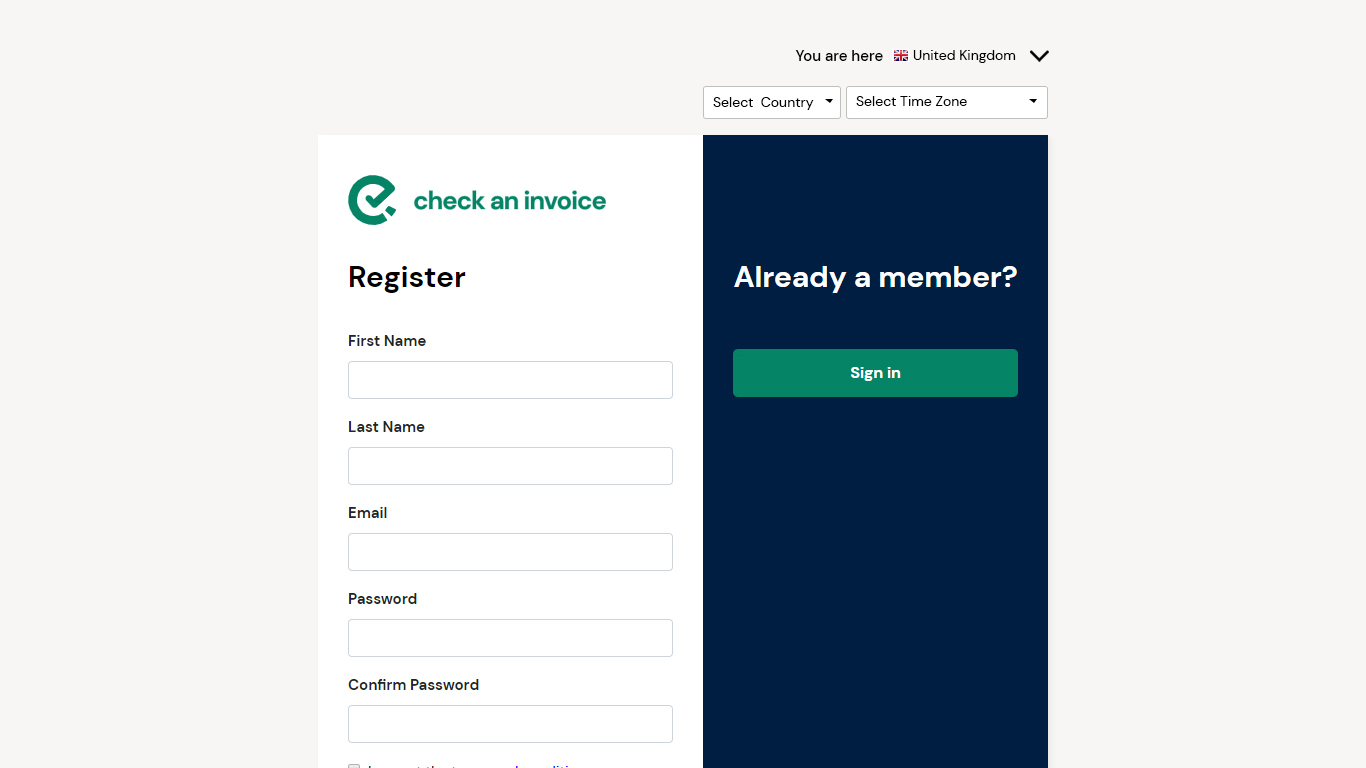 You are here United Kingdom
Select Country Select Time Zone
check an invoice
Register
First Name
Last Name
Email
Password
Confirm Password
Already a member?
Sign in